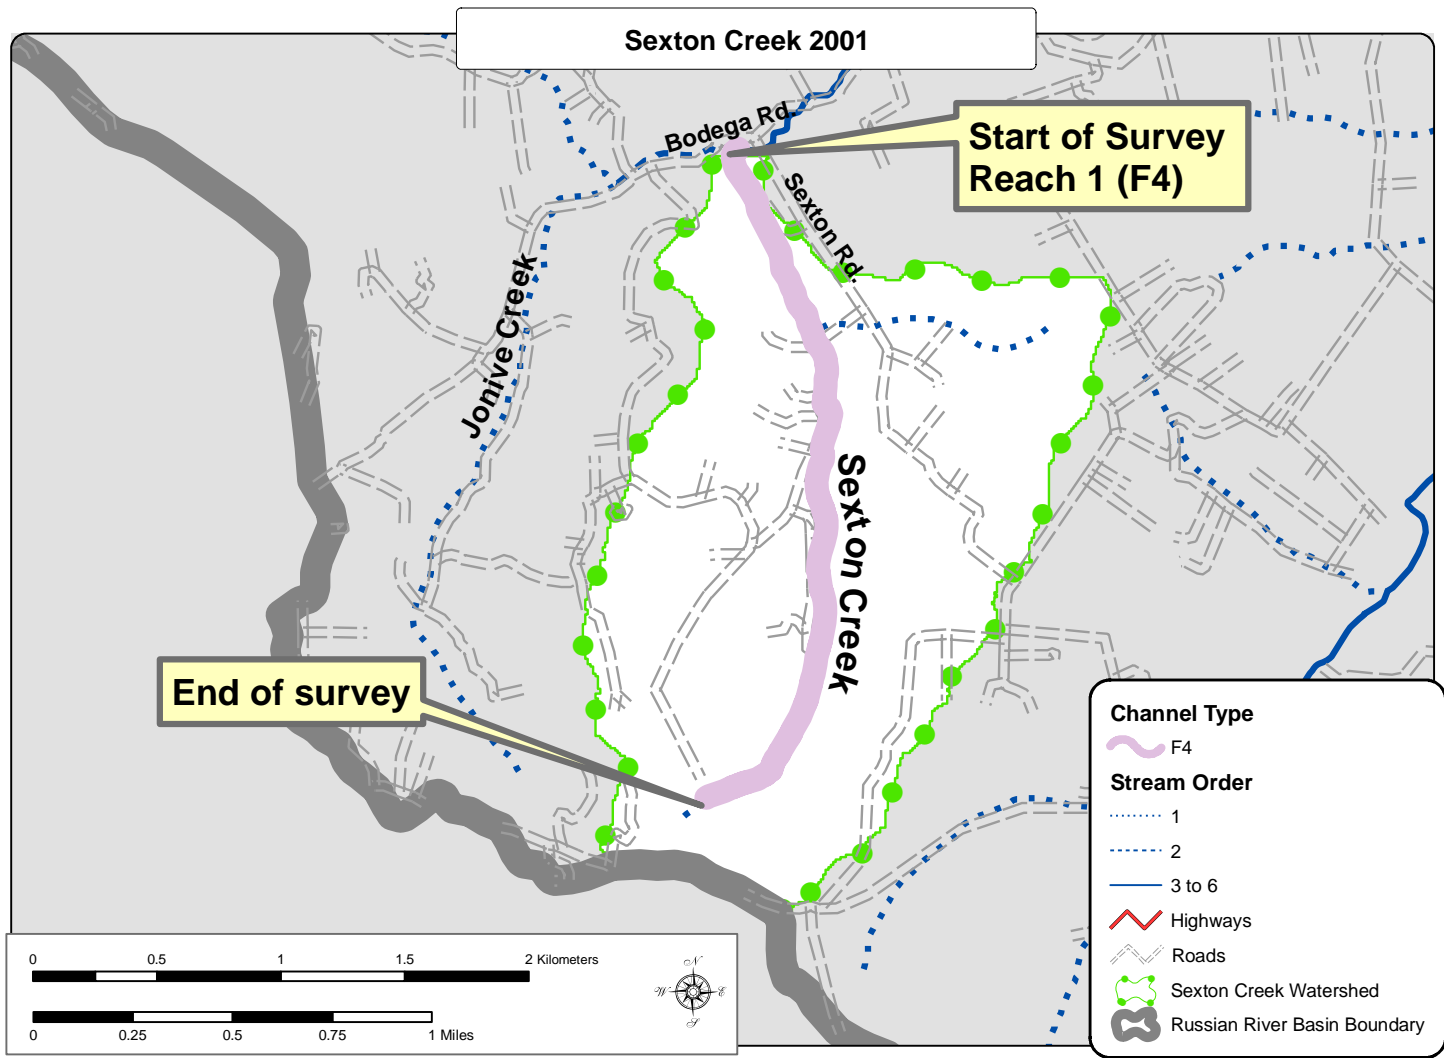 Sexton Creek 2001
Bodega Rd.
Start of Survey
Reach 1 (F4)
Sexton Rd.
Jonive Creek
Sexton Creek
End of survey
Channel Type
F4
Stream Order
1
2
3 to 6
Highways
Roads
Sexton Creek Watershed
Russian River Basin Boundary
0 0.5 1 1.5 2 Kilometers
0 0.25 0.5 0.75 1 Miles
N
W E
S